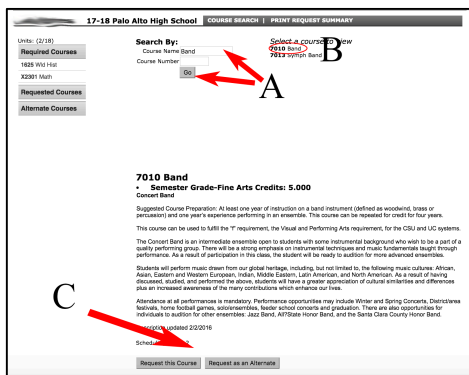 17-18 Palo Alto High School COURSE SEARCH | PRINT REQUEST SUMMARY
Units: (2/18)
Required Courses
1625 Wld Hist
X2301 Math
Requested Courses
Alternate Courses
Search By:
Course Name Band
Course Number
Go
A
Select a course to view
7010 Band
7013 Symph Band
B
7010 Band
• Semester Grade-Fine Arts Credits: 5.000
Concert Band
Suggested Course Preparation: At least one year of instruction on a band instrument (defined as woodwind, brass or
percussion) and one year's experience performing in an ensemble. This course can be repeated for credit for four years.
This course can be used to fulfill the "f" requirement, the Visual and Performing Arts requirement, for the CSU and UC systems.
The Concert Band is an intermediate ensemble open to students with some instrumental background who wish to be a part of a
quality performing group. There will be a strong emphasis on instrumental techniques and music fundamentals taught through
performance. As a result of participation in this class, the student will be ready to audition for more advanced ensembles.
Students will perform music drawn from our global heritage, including, but not limited to, the following music cultures: African,
Asian, Eastern and Western European, Indian, Middle Eastern, Latin American, and North American. As a result of having
discussed, studied, and performed the above, students will have a greater appreciation of cultural similarities and differences
plus an increased awareness of the many contributions which enhance our lives.
Attendance at all performances is mandatory. Performance opportunities may include Winter and Spring Concerts, District/area
festivals, home football games, solo/ensembles, feeder school concerts and graduation. There are also opportunities for
individuals to audition for other ensembles: Jazz Band, All?State Honor Band, and the Santa Clara County Honor Band.
updated 2/2/2016
C
Request this Course Request as an Alternate